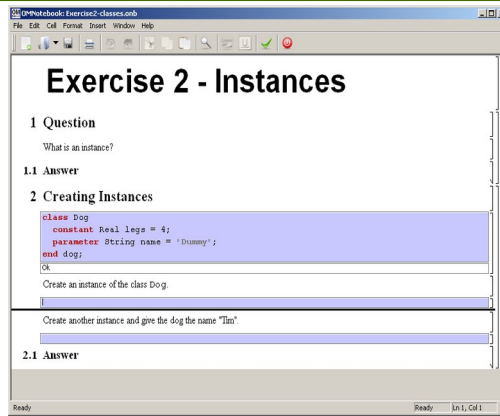 OMNotebook: Exercise2-classes.onb
File Edit Cell Format Insert Window Help
Exercise 2 - Instances
1 Question
What is an instance?
1.1 Answer
2 Creating Instances
class Dog
constant Real legs = 4;
parameter String name = "Dummy";
end dog;
Ok
Create an instance of the class Dog.
Create another instance and give the dog the name "Tim".
2.1 Answer
Ready Ready Ln 1, Col 1